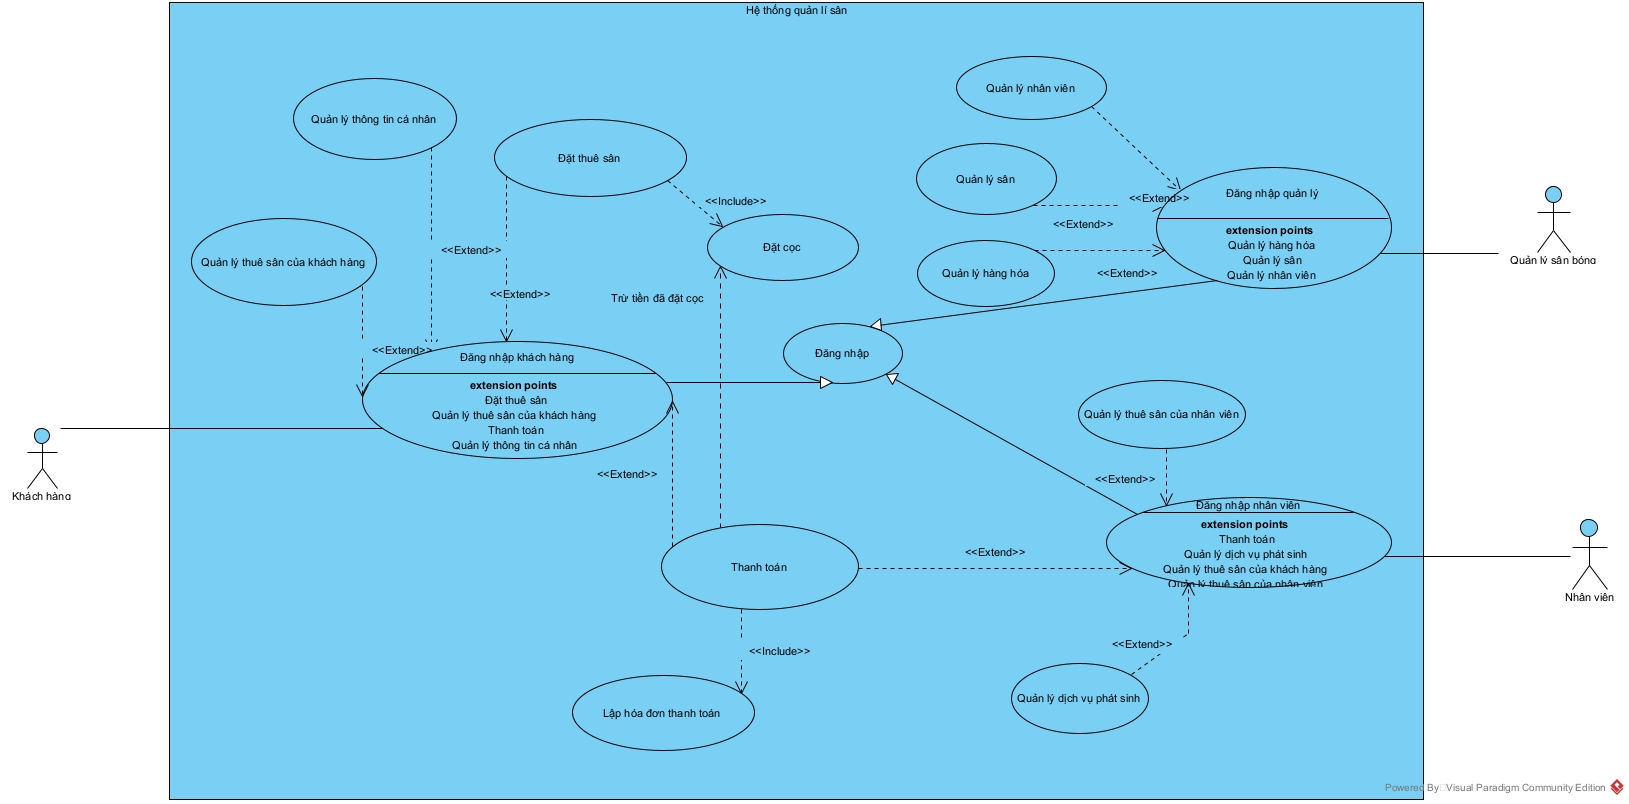 Hệ thống quản lí sân
Quản lý nhân viên
Quản lý thông tin cá nhân
Đặt thuê sân
Quản lý sân
Đăng nhập quản lý
<<Include>>
<<Extend>>
<<Extend>>
extension points
Quản lý hàng hóa
Quản lý sân
Quản lý nhân viên
Đặt cọc
<<Extend>>
Quản lý thuê sân của khách hàng
Quản lý hàng hóa
<<Extend>>
Quản lý sân bóng
<<Extend>>
Trừ tiền đã đặt cọc
<<Extend>>
Đăng nhập khách hàng
Đăng nhập
extension points
Đặt thuê sân
Quản lý thuê sân của khách hàng
Thanh toán
Quản lý thông tin cá nhân
Quản lý thuê sân của nhân viên
Khách hàng
<<Extend>>
<<Extend>>
Đăng nhập nhân viên
extension points
Thanh toán
Quản lý dịch vụ phát sinh
Quản lý thuê sân của khách hàng
Quản lý thuê sân của nhân viên
<<Extend>>
Thanh toán
Nhân viên
<<Include>>
<<Extend>>
Quản lý dịch vụ phát sinh
Lập hóa đơn thanh toán
Powered By Visual Paradigm Community Edition